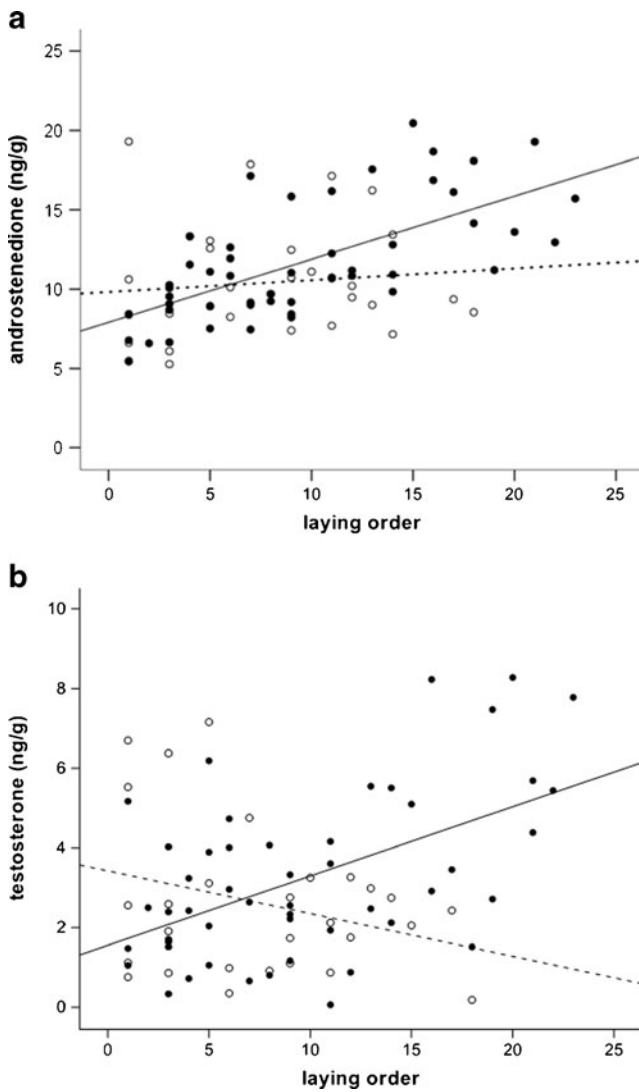 a
25
20
15
10
5
0
androstenedione (ng/g)
0 5 10 15 20 25
laying order
b
10
8
6
4
2
0
testosterone (ng/g)
0 5 10 15 20 25
laying order